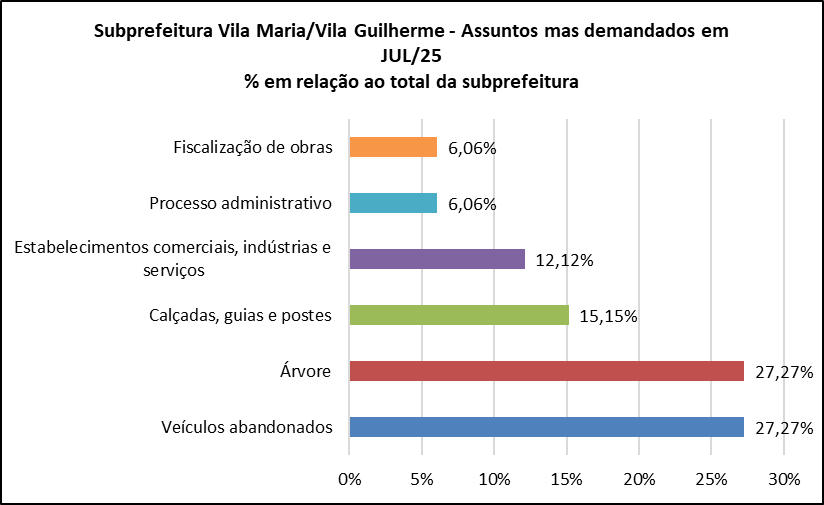 Subprefeitura Vila Maria/Vila Guilherme - Assuntos mas demandados em
JUL/25
% em relação ao total da subprefeitura
Fiscalização de obras
6,06%
Processo administrativo
6,06%
Estabelecimentos comerciais, indústrias e
serviços
12,12%
Calçadas, guias e postes
15,15%
Árvore
27,27%
Veículos abandonados
27,27%
0% 5% 10% 15% 20% 25% 30%